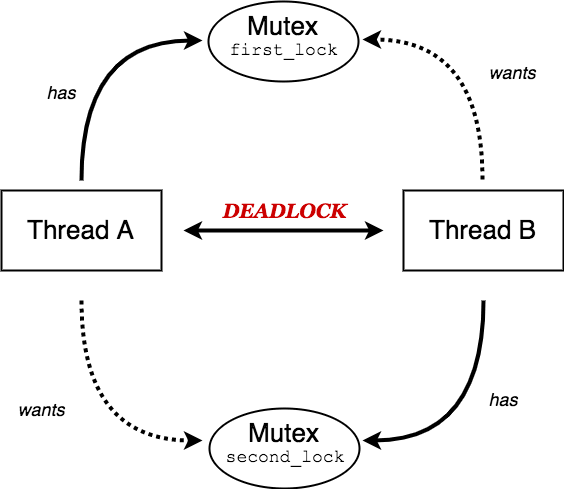 Mutex
first_lock
has
wants
DEADLOCK
Thread A
Thread B
wants
has
Mutex
second_lock